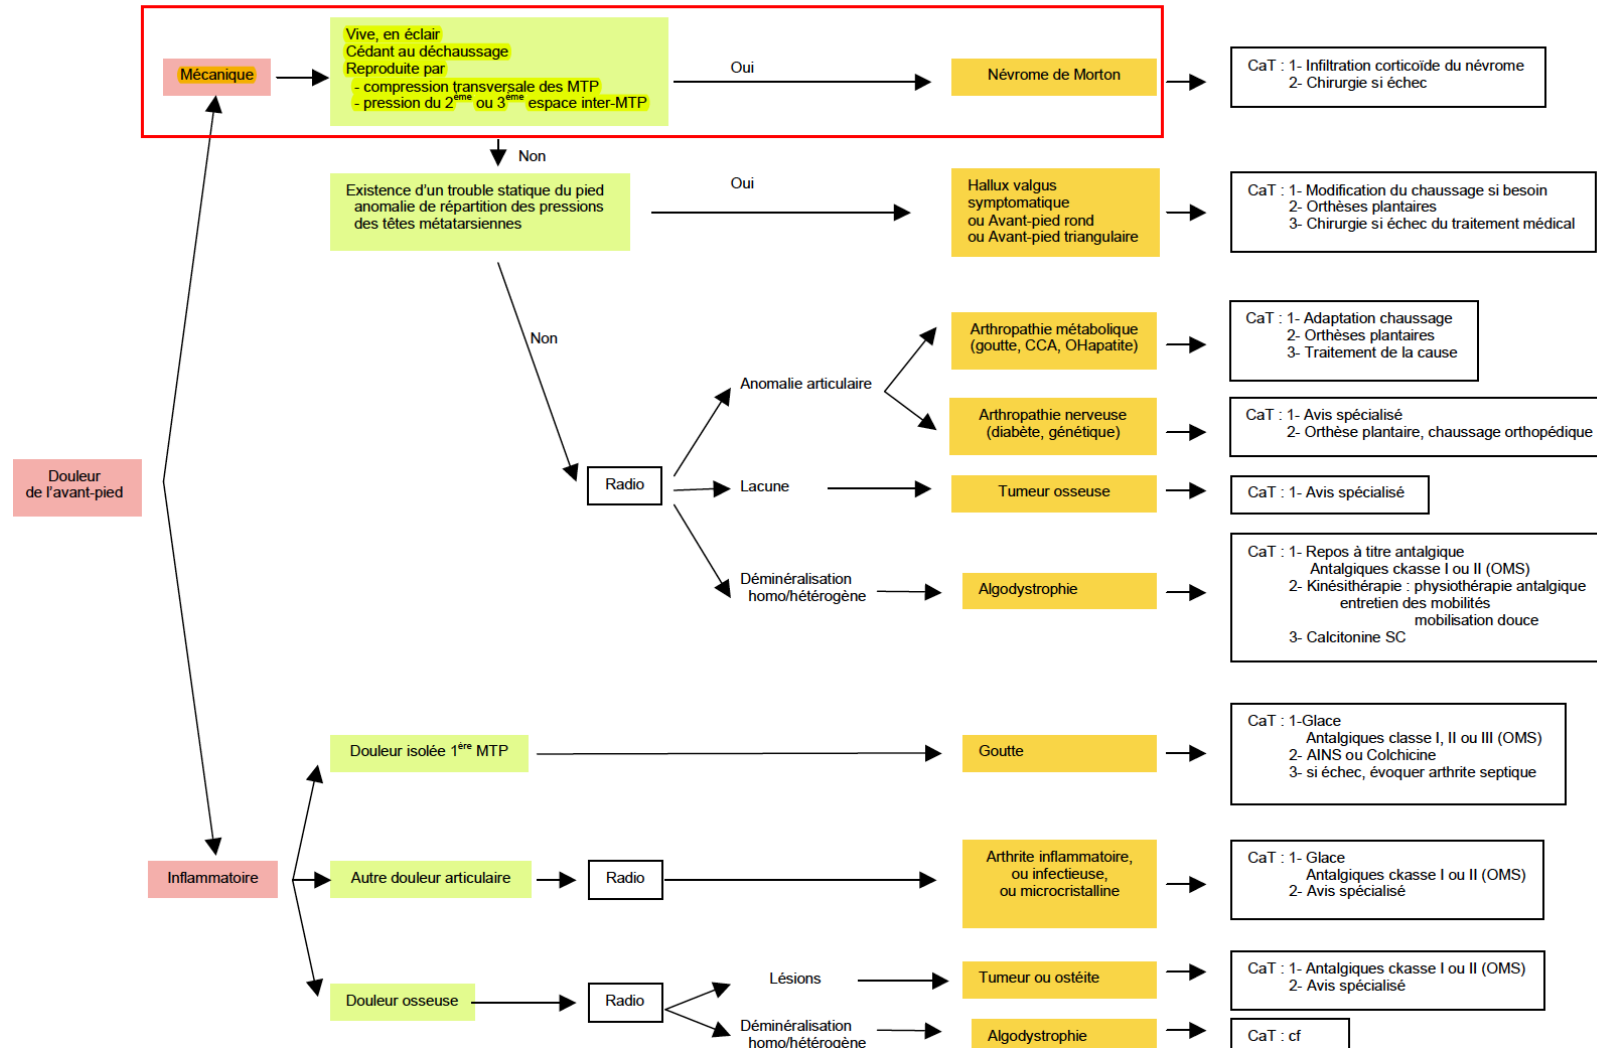 Vive, en éclair
Cédant au déchaussage
Reproduite par
- compression transversale des MTP
- pression du 2ème ou 3ème espace inter-MTP
Mécanique
Oui
Névrome de Morton
CaT : 1- Infiltration corticoïde du névrome
2- Chirurgie si échec
Non
Existence d'un trouble statique du pied
anomalie de répartition des pressions
des têtes métatarsiennes
Oui
Hallux valgus
symptomatique
ou Avant-pied rond
ou Avant-pied triangulaire
CaT : 1- Modification du chaussage si besoin
2- Orthèses plantaires
3- Chirurgie si échec du traitement médical
Non
Anomalie articulaire
Arthropathie métabolique
(goutte, CCA, OHapatite)
CaT : 1- Adaptation chaussage
2- Orthèses plantaires
3- Traitement de la cause
Arthropathie nerveuse
(diabète, génétique)
CaT : 1- Avis spécialisé
2- Orthèse plantaire, chaussage orthopédique
Douleur
de l'avant-pied
Radio
Lacune
Tumeur osseuse
CaT : 1- Avis spécialisé
Déminéralisation
homo/hétérogène
Algodystrophie
CaT : 1- Repos à titre antalgique
Antalgiques ckasse I ou II (OMS)
2- Kinésithérapie : physiothérapie antalgique
entretien des mobilités
mobilisation douce
3- Calcitonine SC
Douleur isolée 1ère MTP
Goutte
CaT : 1-Glace
Antalgiques classe I, II ou III (OMS)
2- AINS ou Colchicine
3- si échec, évoquer arthrite septique
Inflammatoire
Autre douleur articulaire
Radio
Arthrite inflammatoire,
ou infectieuse,
ou microcristalline
CaT : 1- Glace
Antalgiques ckasse I ou II (OMS)
2- Avis spécialisé
Douleur osseuse
Radio
Lésions
Tumeur ou ostéite
CaT : 1- Antalgiques ckasse I ou II (OMS)
2- Avis spécialisé
Déminéralisation
homo/hétérogène
Algodystrophie
CaT : cf